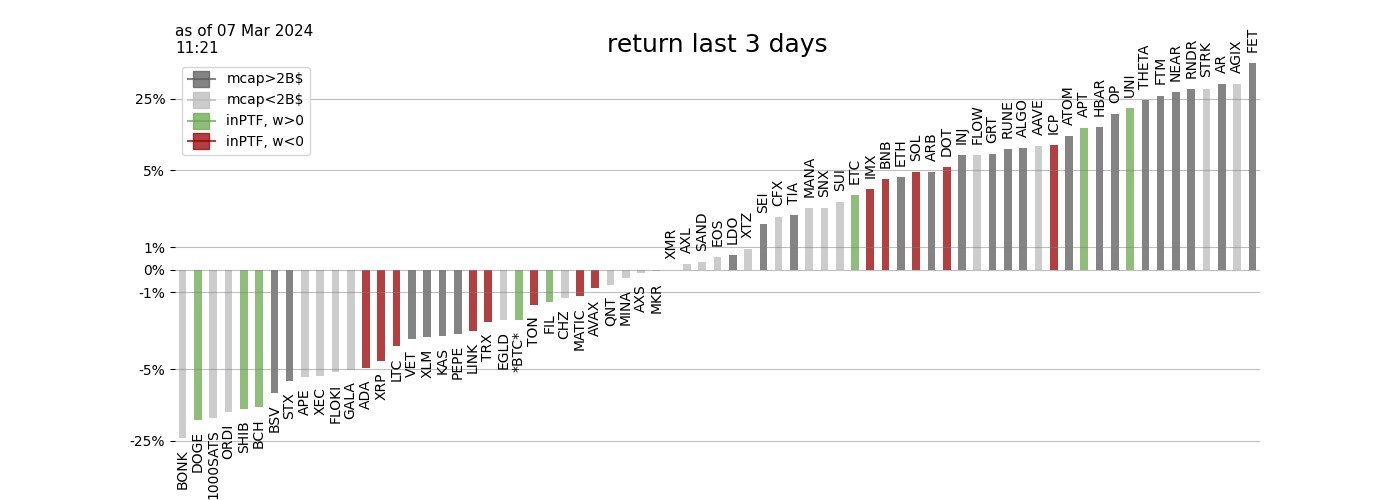 as of 07 Mar 2024
11:21
return last 3 days
mcap>2B$
mcap<2B$
inPTF, w>0
inPTF, w<0
25%
5%
1%
0%
-1%
-5%
-25%
BONK
DOGE
1000SATS
ORDI
SHIB
BCH
BSV
STX
APE
XEC
FLOKI
GALA
ADA
XRP
LTC
VET
XLM
KAS
PEPE
LINK
TRX
EGLD
*BTC*
TON
FIL
CHZ
MATIC
AVAX
QNT
MINA
AXS
MKR
XMR
AXL
SAND
EOS
LDO
XTZ
SEI
CFX
TIA
MANA
SNX
SUI
ETC
IMX
BNB
ETH
SOL
ARB
DOT
INJ
FLOW
GRT
RUNE
ALGO
AAVE
ICP
ATOM
APT
HBAR
OP
UNI
THETA
FTM
NEAR
RNDR
STRK
AR
AGIX
FET